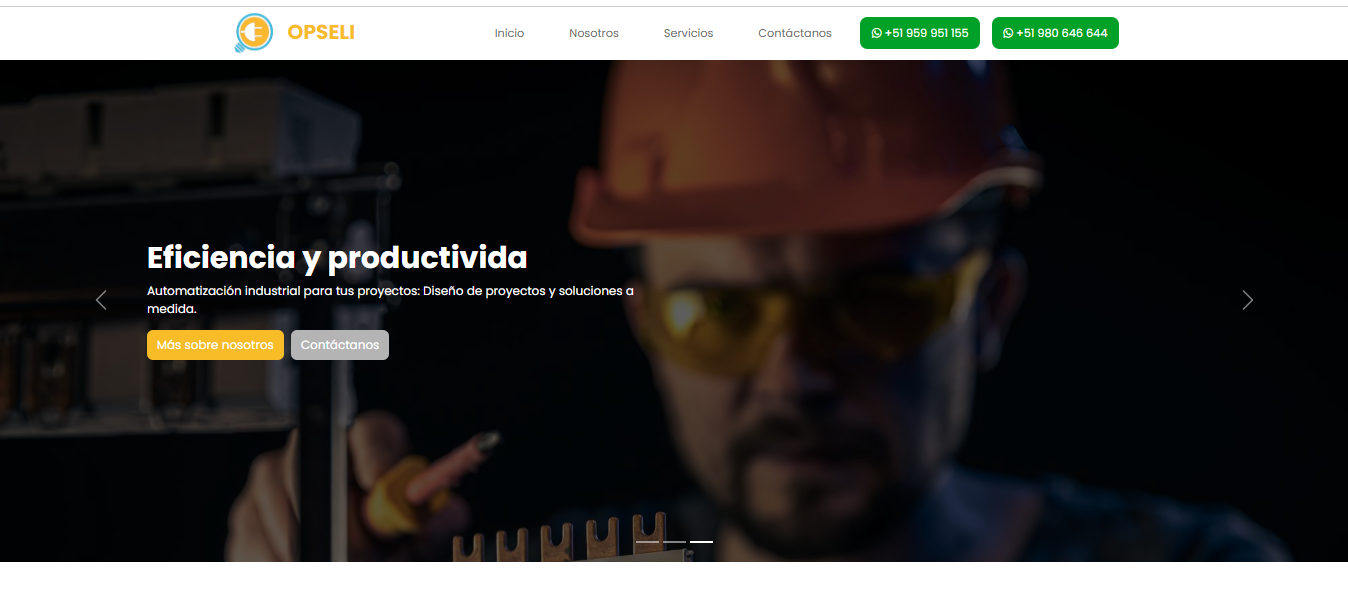 OPSELI
Inicio
Nosotros
Servicios
Contáctanos
+51 959 951 155
+51 980 646 644
Eficiencia y productivida
Automatización industrial para tus proyectos: Diseño de proyectos y soluciones a
medida.
Más sobre nosotros
Contáctanos